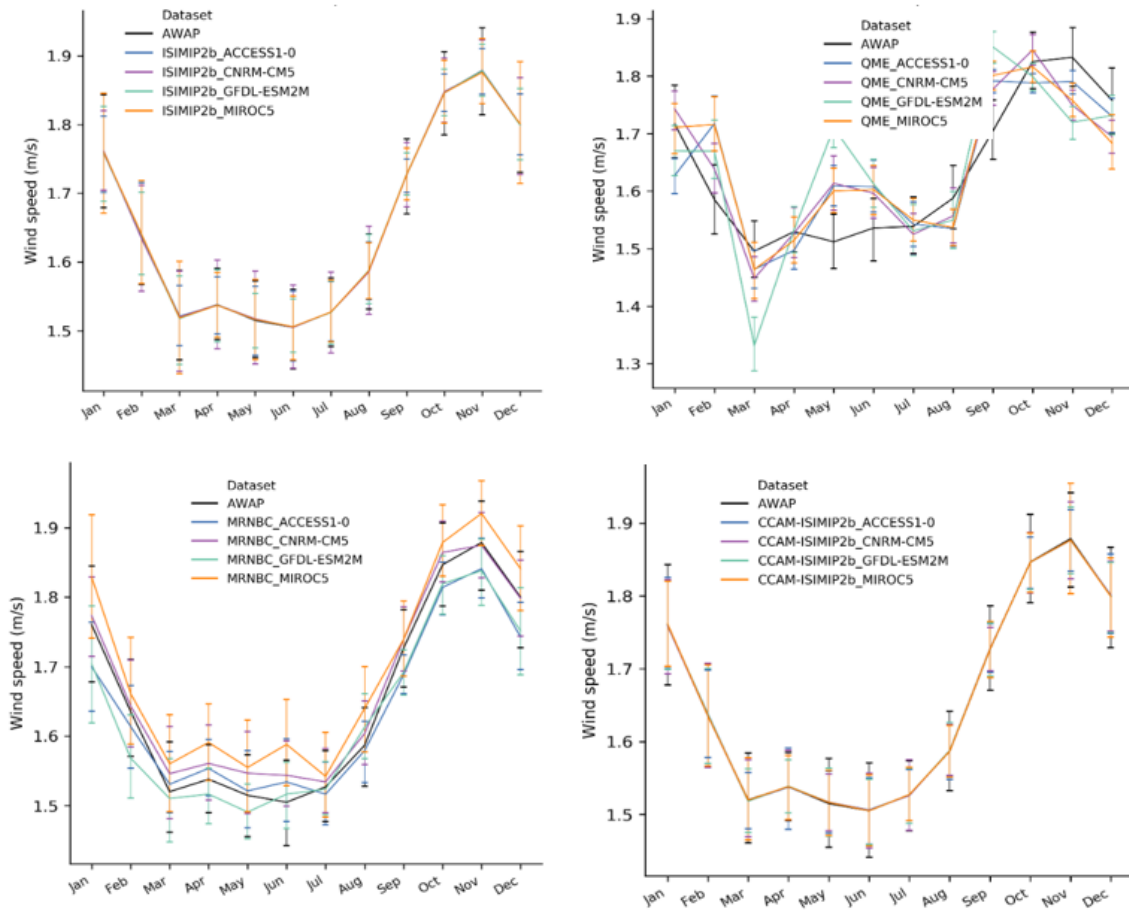 Dataset
AWAP
ISIMIP2b_ACCESS1-0
ISIMIP2b_CNRM-CM5
ISIMIP2b_GFDL-ESM2M
ISIMIP2b_MIROC5
Wind speed (m/s)
1.9
1.8
1.7
1.6
1.5
Jan Feb Mar Apr May Jun Jul Aug Sep Oct Nov Dec
Dataset
AWAP
QME_ACCESS1-0
QME_CNRM-CM5
QME_GFDL-ESM2M
QME_MIROC5
Wind speed (m/s)
1.9
1.8
1.7
1.6
1.5
1.4
1.3
Jan Feb Mar Apr May Jun Jul Aug Sep Oct Nov Dec
Dataset
AWAP
MRNBC_ACCESS1-0
MRNBC_CNRM-CM5
MRNBC_GFDL-ESM2M
MRNBC_MIROC5
Wind speed (m/s)
1.9
1.8
1.7
1.6
1.5
Jan Feb Mar Apr May Jun Jul Aug Sep Oct Nov Dec
Dataset
AWAP
CCAM-ISIMIP2b_ACCESS1-0
CCAM-ISIMIP2b_CNRM-CM5
CCAM-ISIMIP2b_GFDL-ESM2M
CCAM-ISIMIP2b_MIROC5
Wind speed (m/s)
1.9
1.8
1.7
1.6
1.5
Jan Feb Mar Apr May Jun Jul Aug Sep Oct Nov Dec